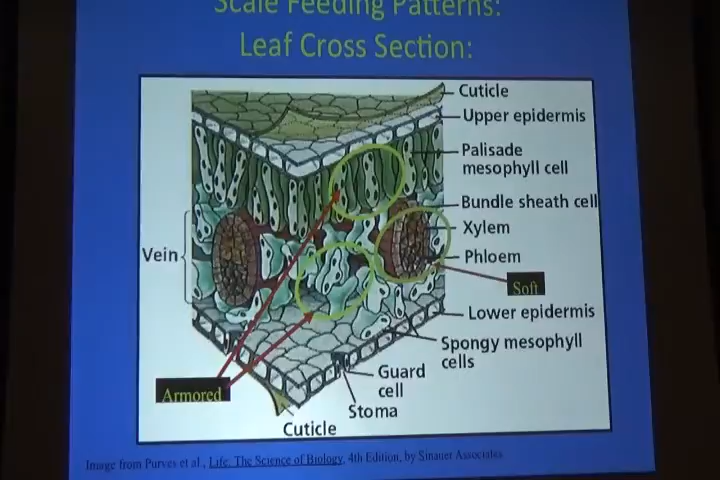 Scale Feeding Patterns:
Leaf Cross Section:
Cuticle
Upper epidermis
Palisade
mesophyll cell
Bundle sheath cell
Xylem
Vein
Phloem
Soft
Lower epidermis
Spongy mesophyll
cells
Guard
cell
Armored
Stoma
Cuticle
Image from Purves et al., Life: The Science of Biology, 4th Edition, by Sinauer Associates